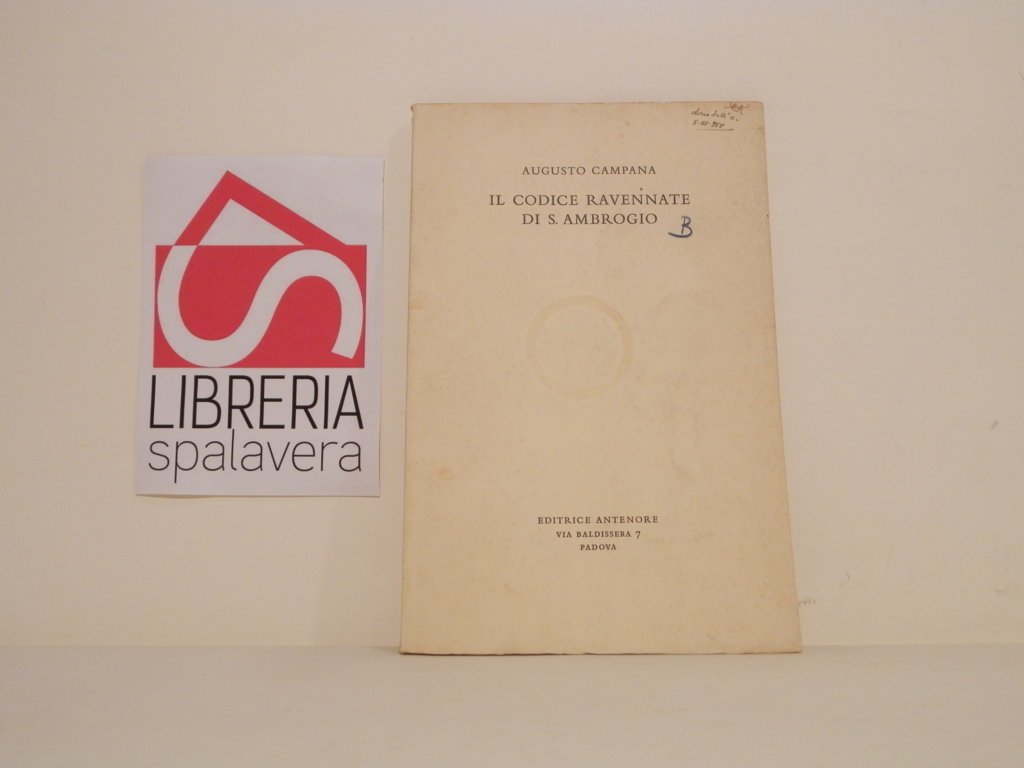 LIBRERIA
spalavera
AUGUSTO CAMPANA
IL CODICE RAVENNATE
DI S. AMBROGIO
B
EDITRICE ANTENORE
VIA BALDISSERA 7
PADOVA